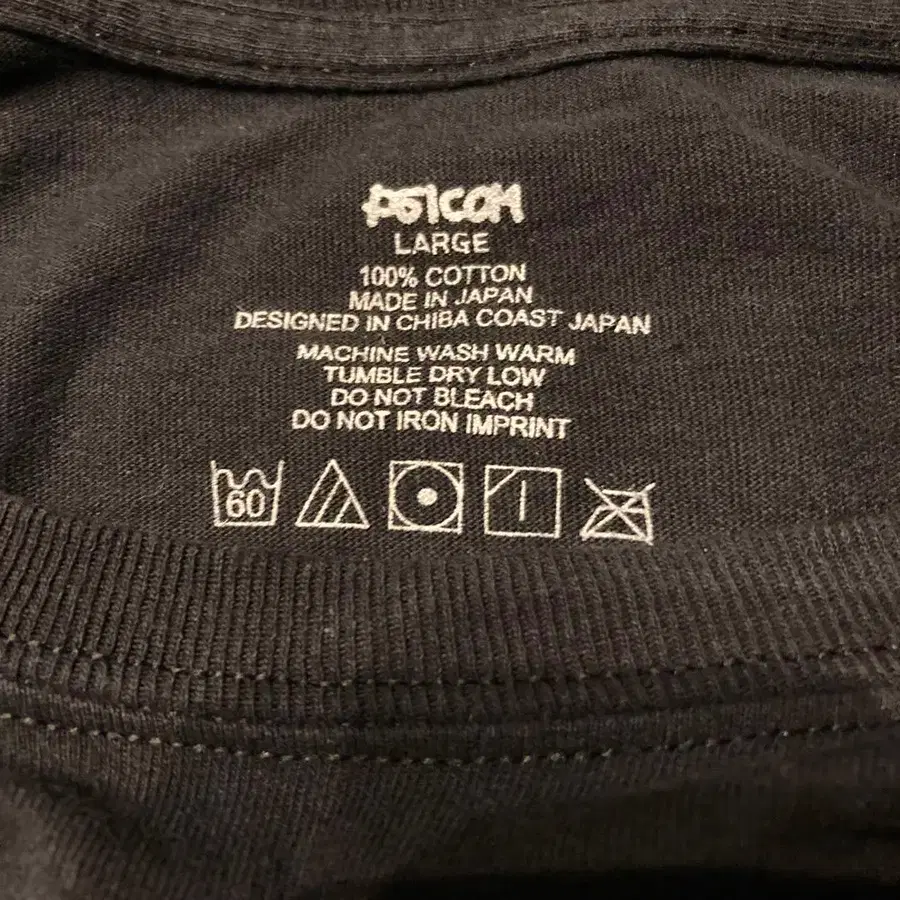 PSICOM
LARGE
100% COTTON
MADE IN JAPAN
DESIGNED IN CHIBA COAST JAPAN
MACHINE WASH WARM
TUMBLE DRY LOW
DO NOT BLEACH
DO NOT IRON IMPRINT
60